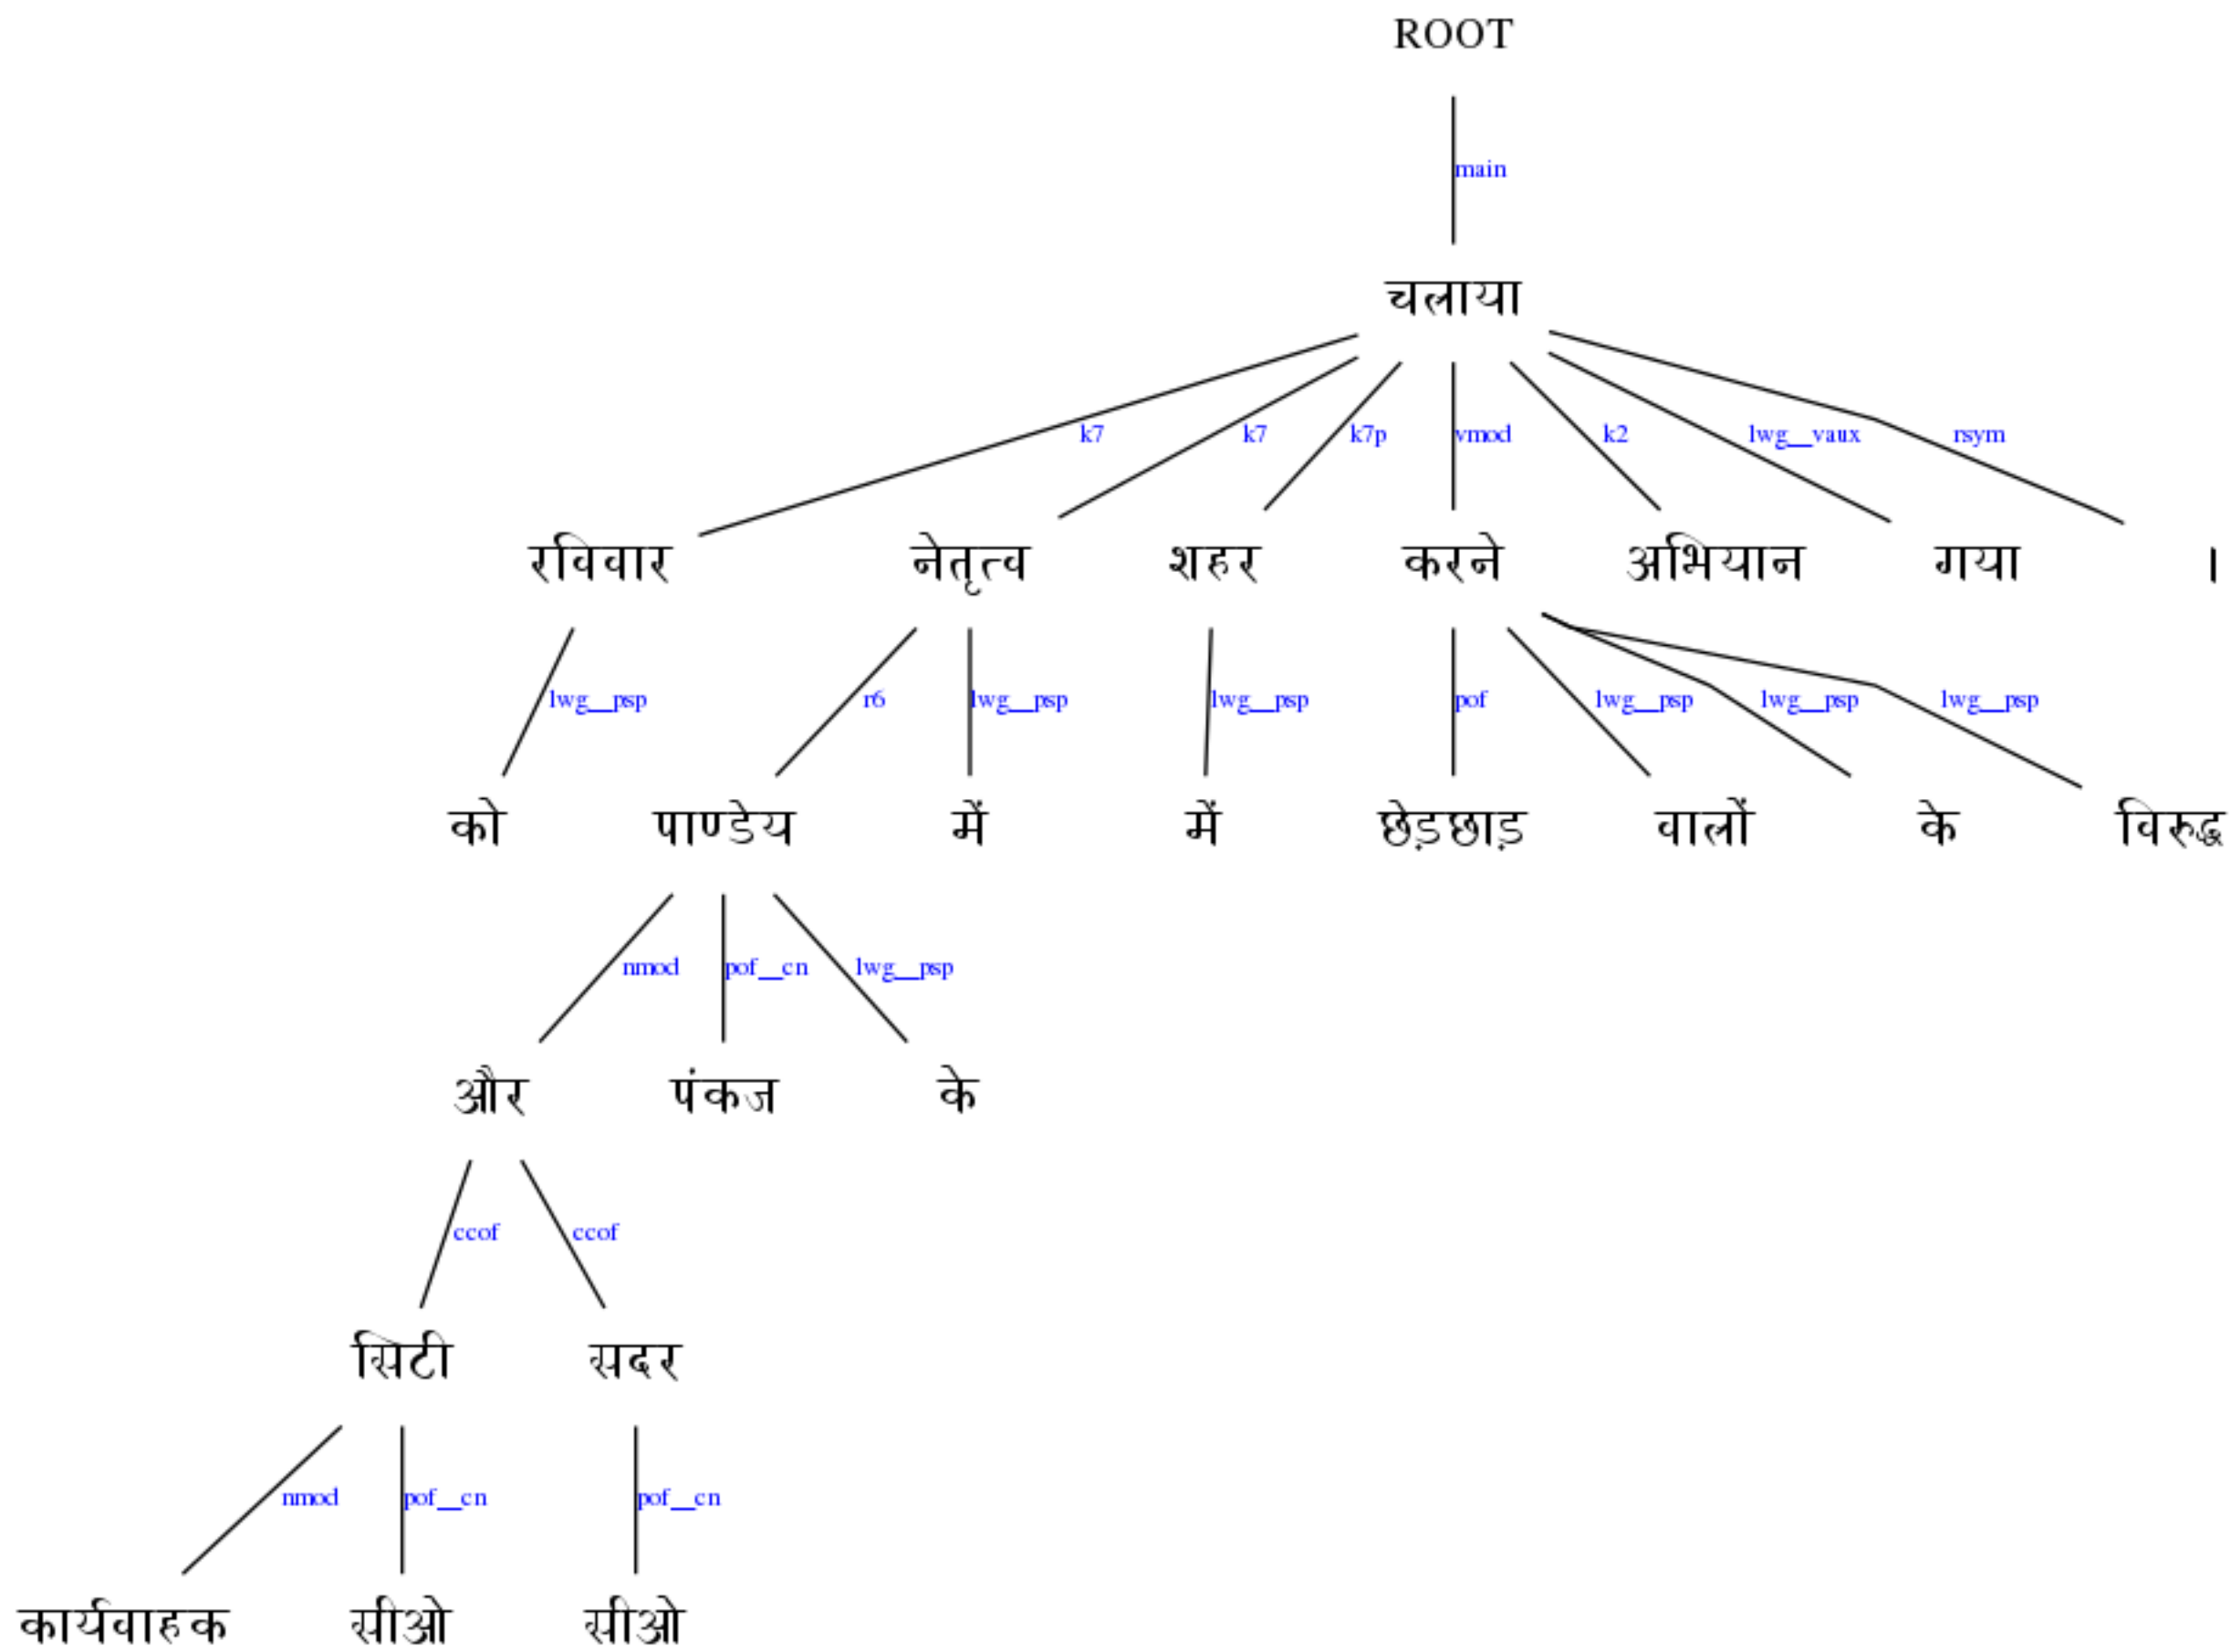 ROOT
main
चलाया
k7 k7 k7p vmod k2 lwg__vaux rsym
रविवार नेतृत्व शहर करने अभियान गया ।
lwg__psp r6 lwg__psp lwg__psp pof lwg__psp lwg__psp lwg__psp
को पाण्डेय में में छेड़छाड़ वालों के विरुद्ध
nmod pof__cn lwg__psp
और पंकज के
ccof ccof
सिटी सदर
nmod pof__cn pof__cn
कार्यवाहक सीओ सीओ